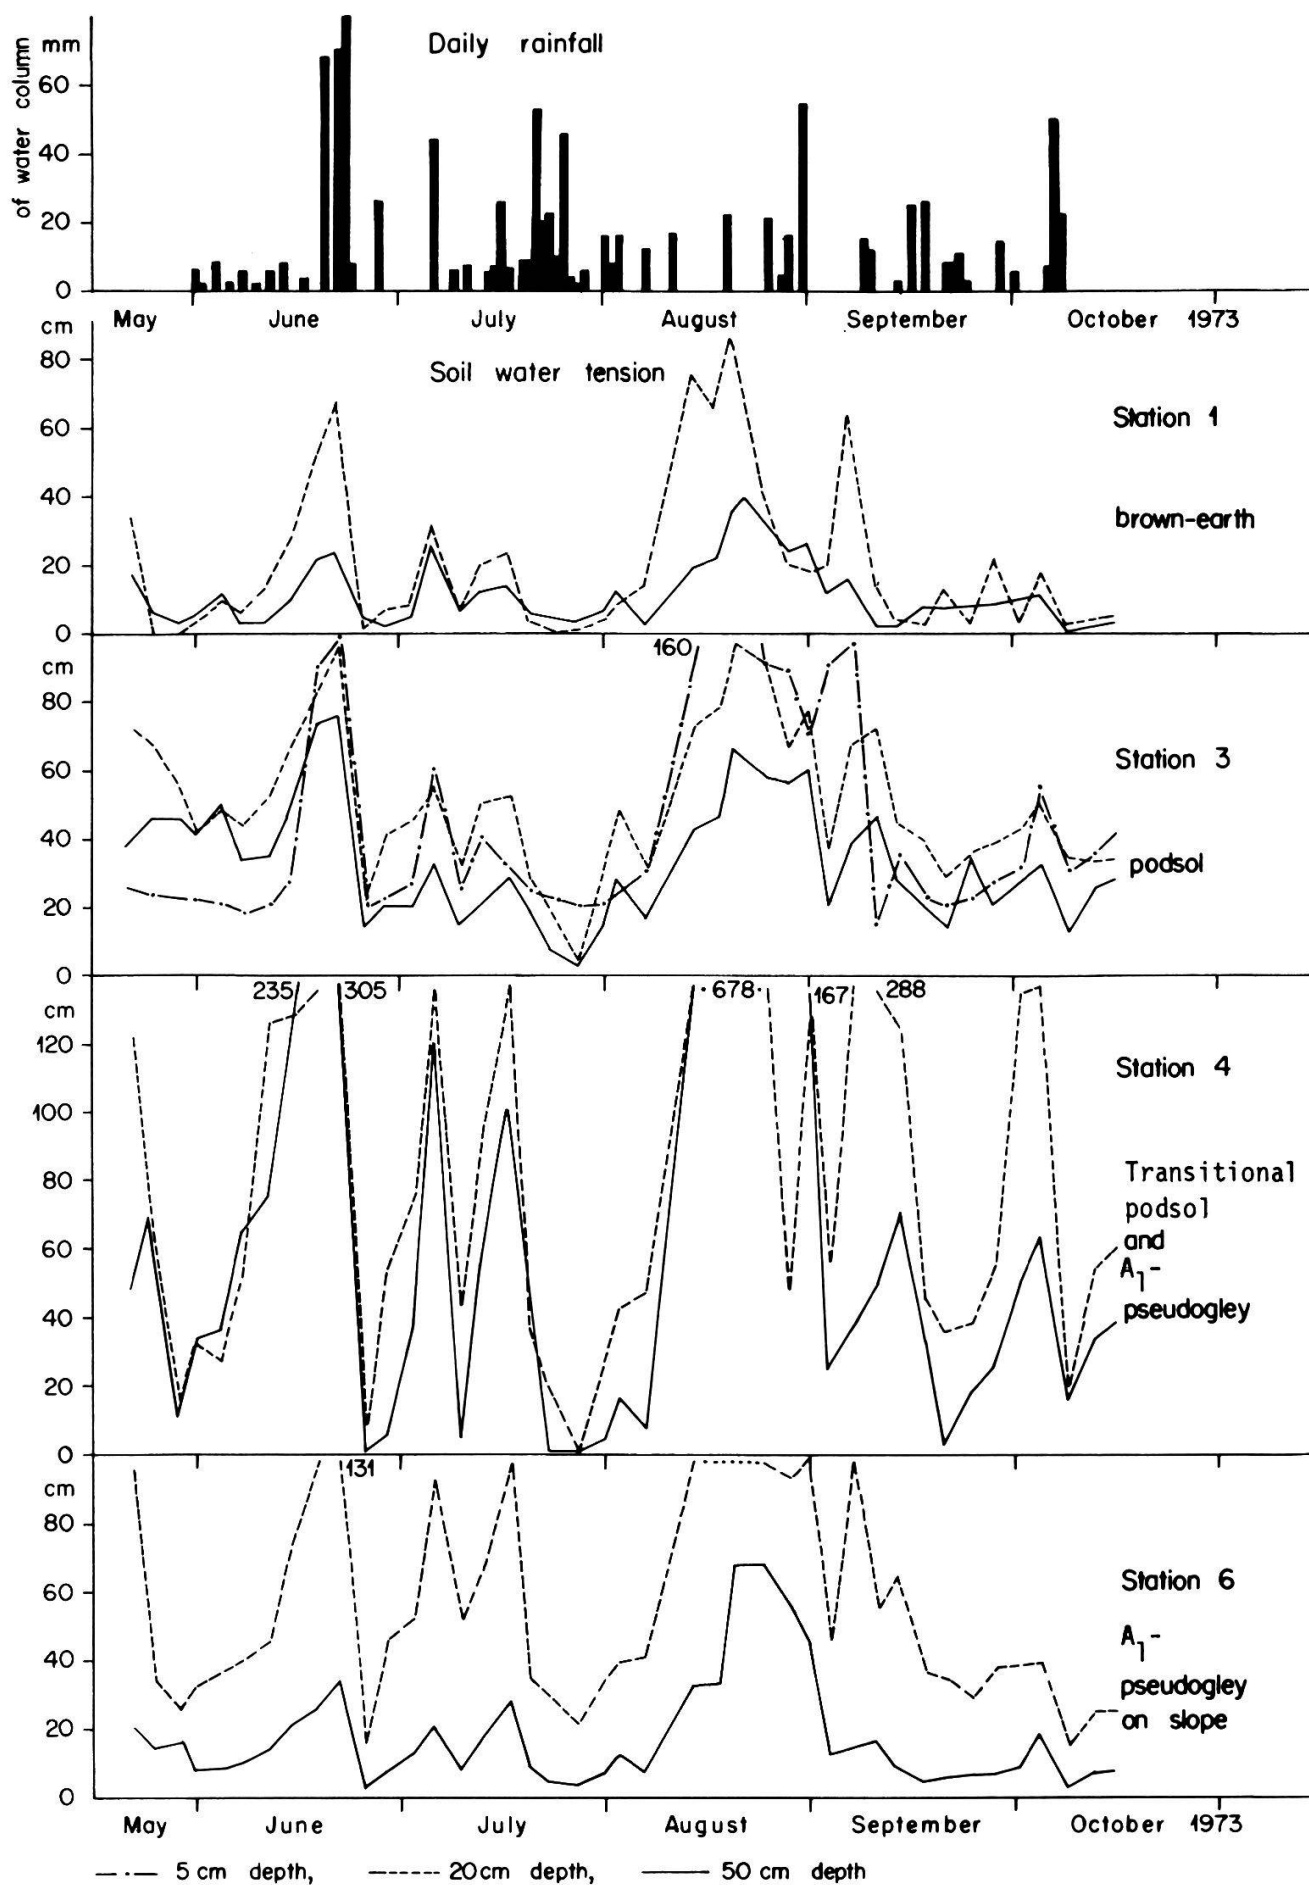 mm
Daily rainfall
of water column
60
40
20
0
May June July August September October 1973
cm
80
Soil water tension
Station 1
60
40
brown-earth
20
0
cm
160
80
Station 3
60
40
podsol
20
0
235 305 678 167 288
cm
120
Station 4
100
80
Transitional
podsol
60
and
A1-
40
pseudogley
20
0
131
cm
80
60
Station 6
40
A1-
pseudogley
20
on slope
0
May June July August September October 1973
5 cm depth, 20 cm depth, 50 cm depth